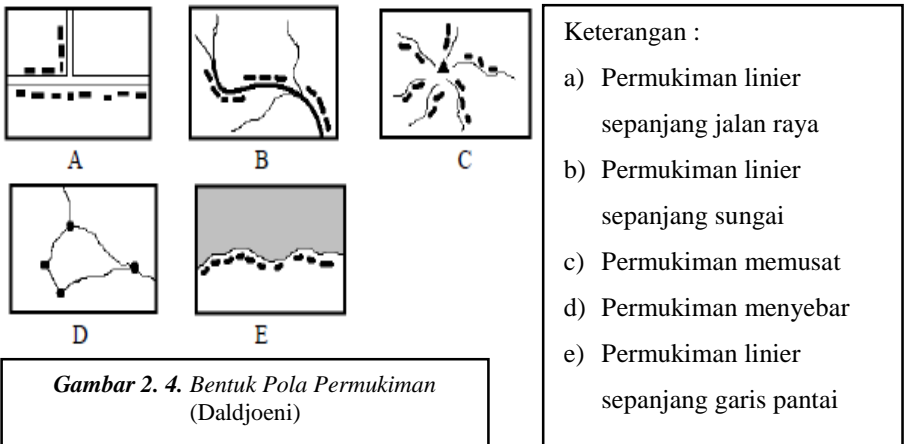 A
B
C
D
E
Gambar 2. 4. Bentuk Pola Permukiman
(Daldjoeni)
Keterangan :
a) Permukiman linier
sepanjang jalan raya
b) Permukiman linier
sepanjang sungai
c) Permukiman memusat
d) Permukiman menyebar
e) Permukiman linier
sepanjang garis pantai